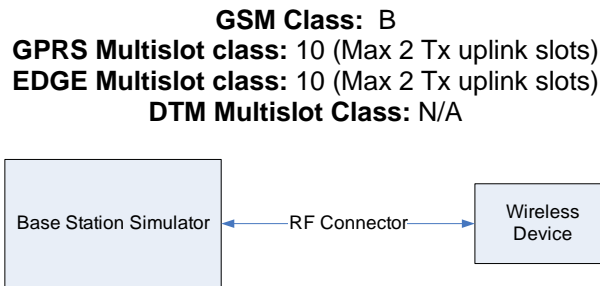 GSM Class: B
GPRS Multislot class: 10 (Max 2 Tx uplink slots)
EDGE Multislot class: 10 (Max 2 Tx uplink slots)
DTM Multislot Class: N/A
Base Station Simulator
RF Connector
Wireless
Device